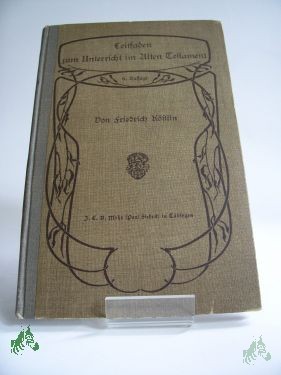 Leitfaden
zum Unterricht im Alten Testament
6. Auflage
Von Friedrich Köstlin
J. C. B. Mohr (Paul Siebeck) in Tübingen